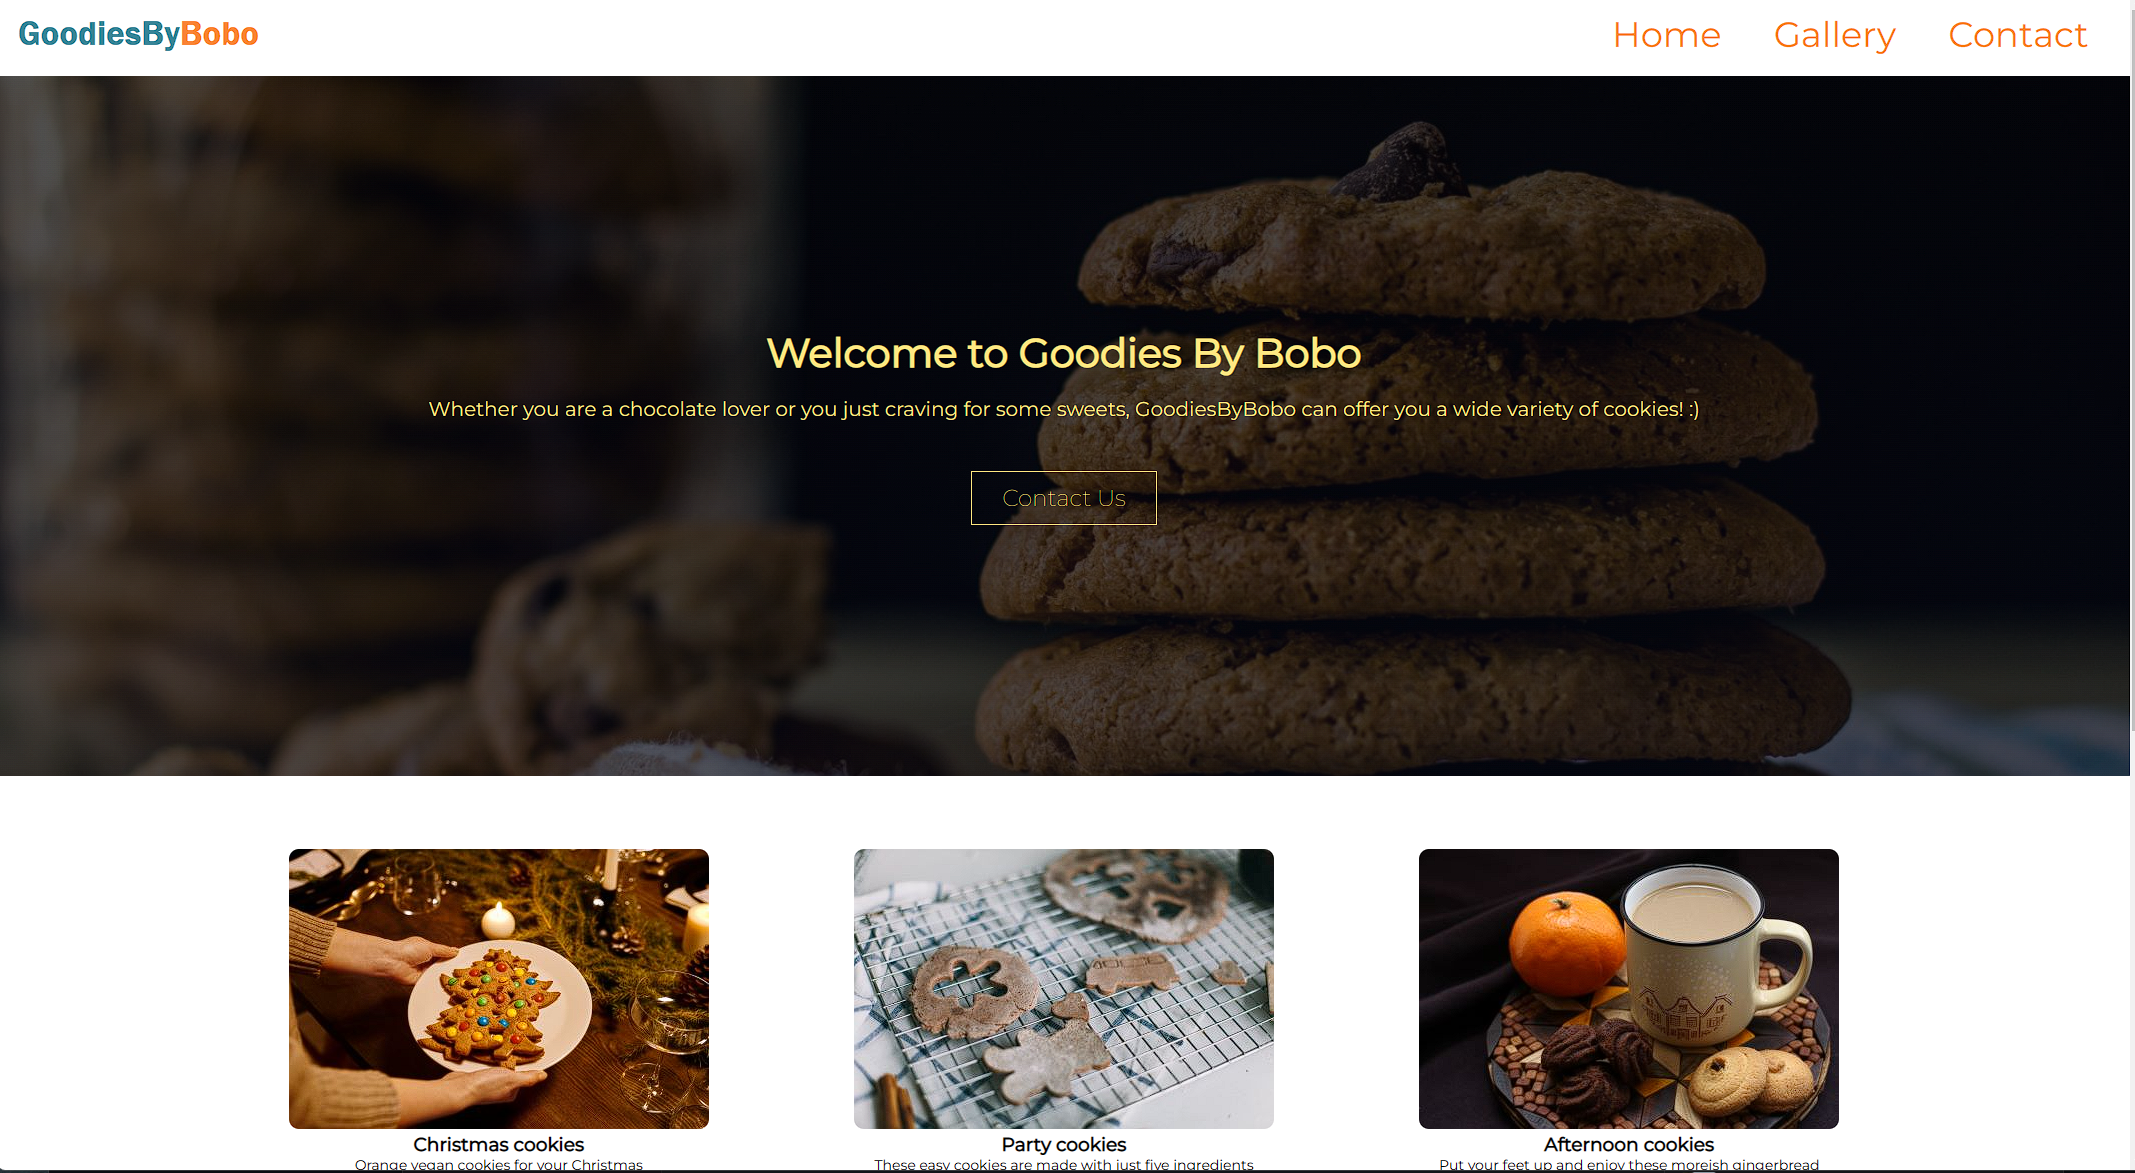 GoodiesByBobo
Home Gallery Contact
Welcome to Goodies By Bobo
Whether you are a chocolate lover or you just craving for some sweets, GoodiesByBobo can offer you a wide variety of cookies! :)
Contact Us
Christmas cookies
Orange vegan cookies for your Christmas
Party cookies
These easy cookies are made with just five ingredients
Afternoon cookies
Put your feet up and enjoy these moreish gingerbread